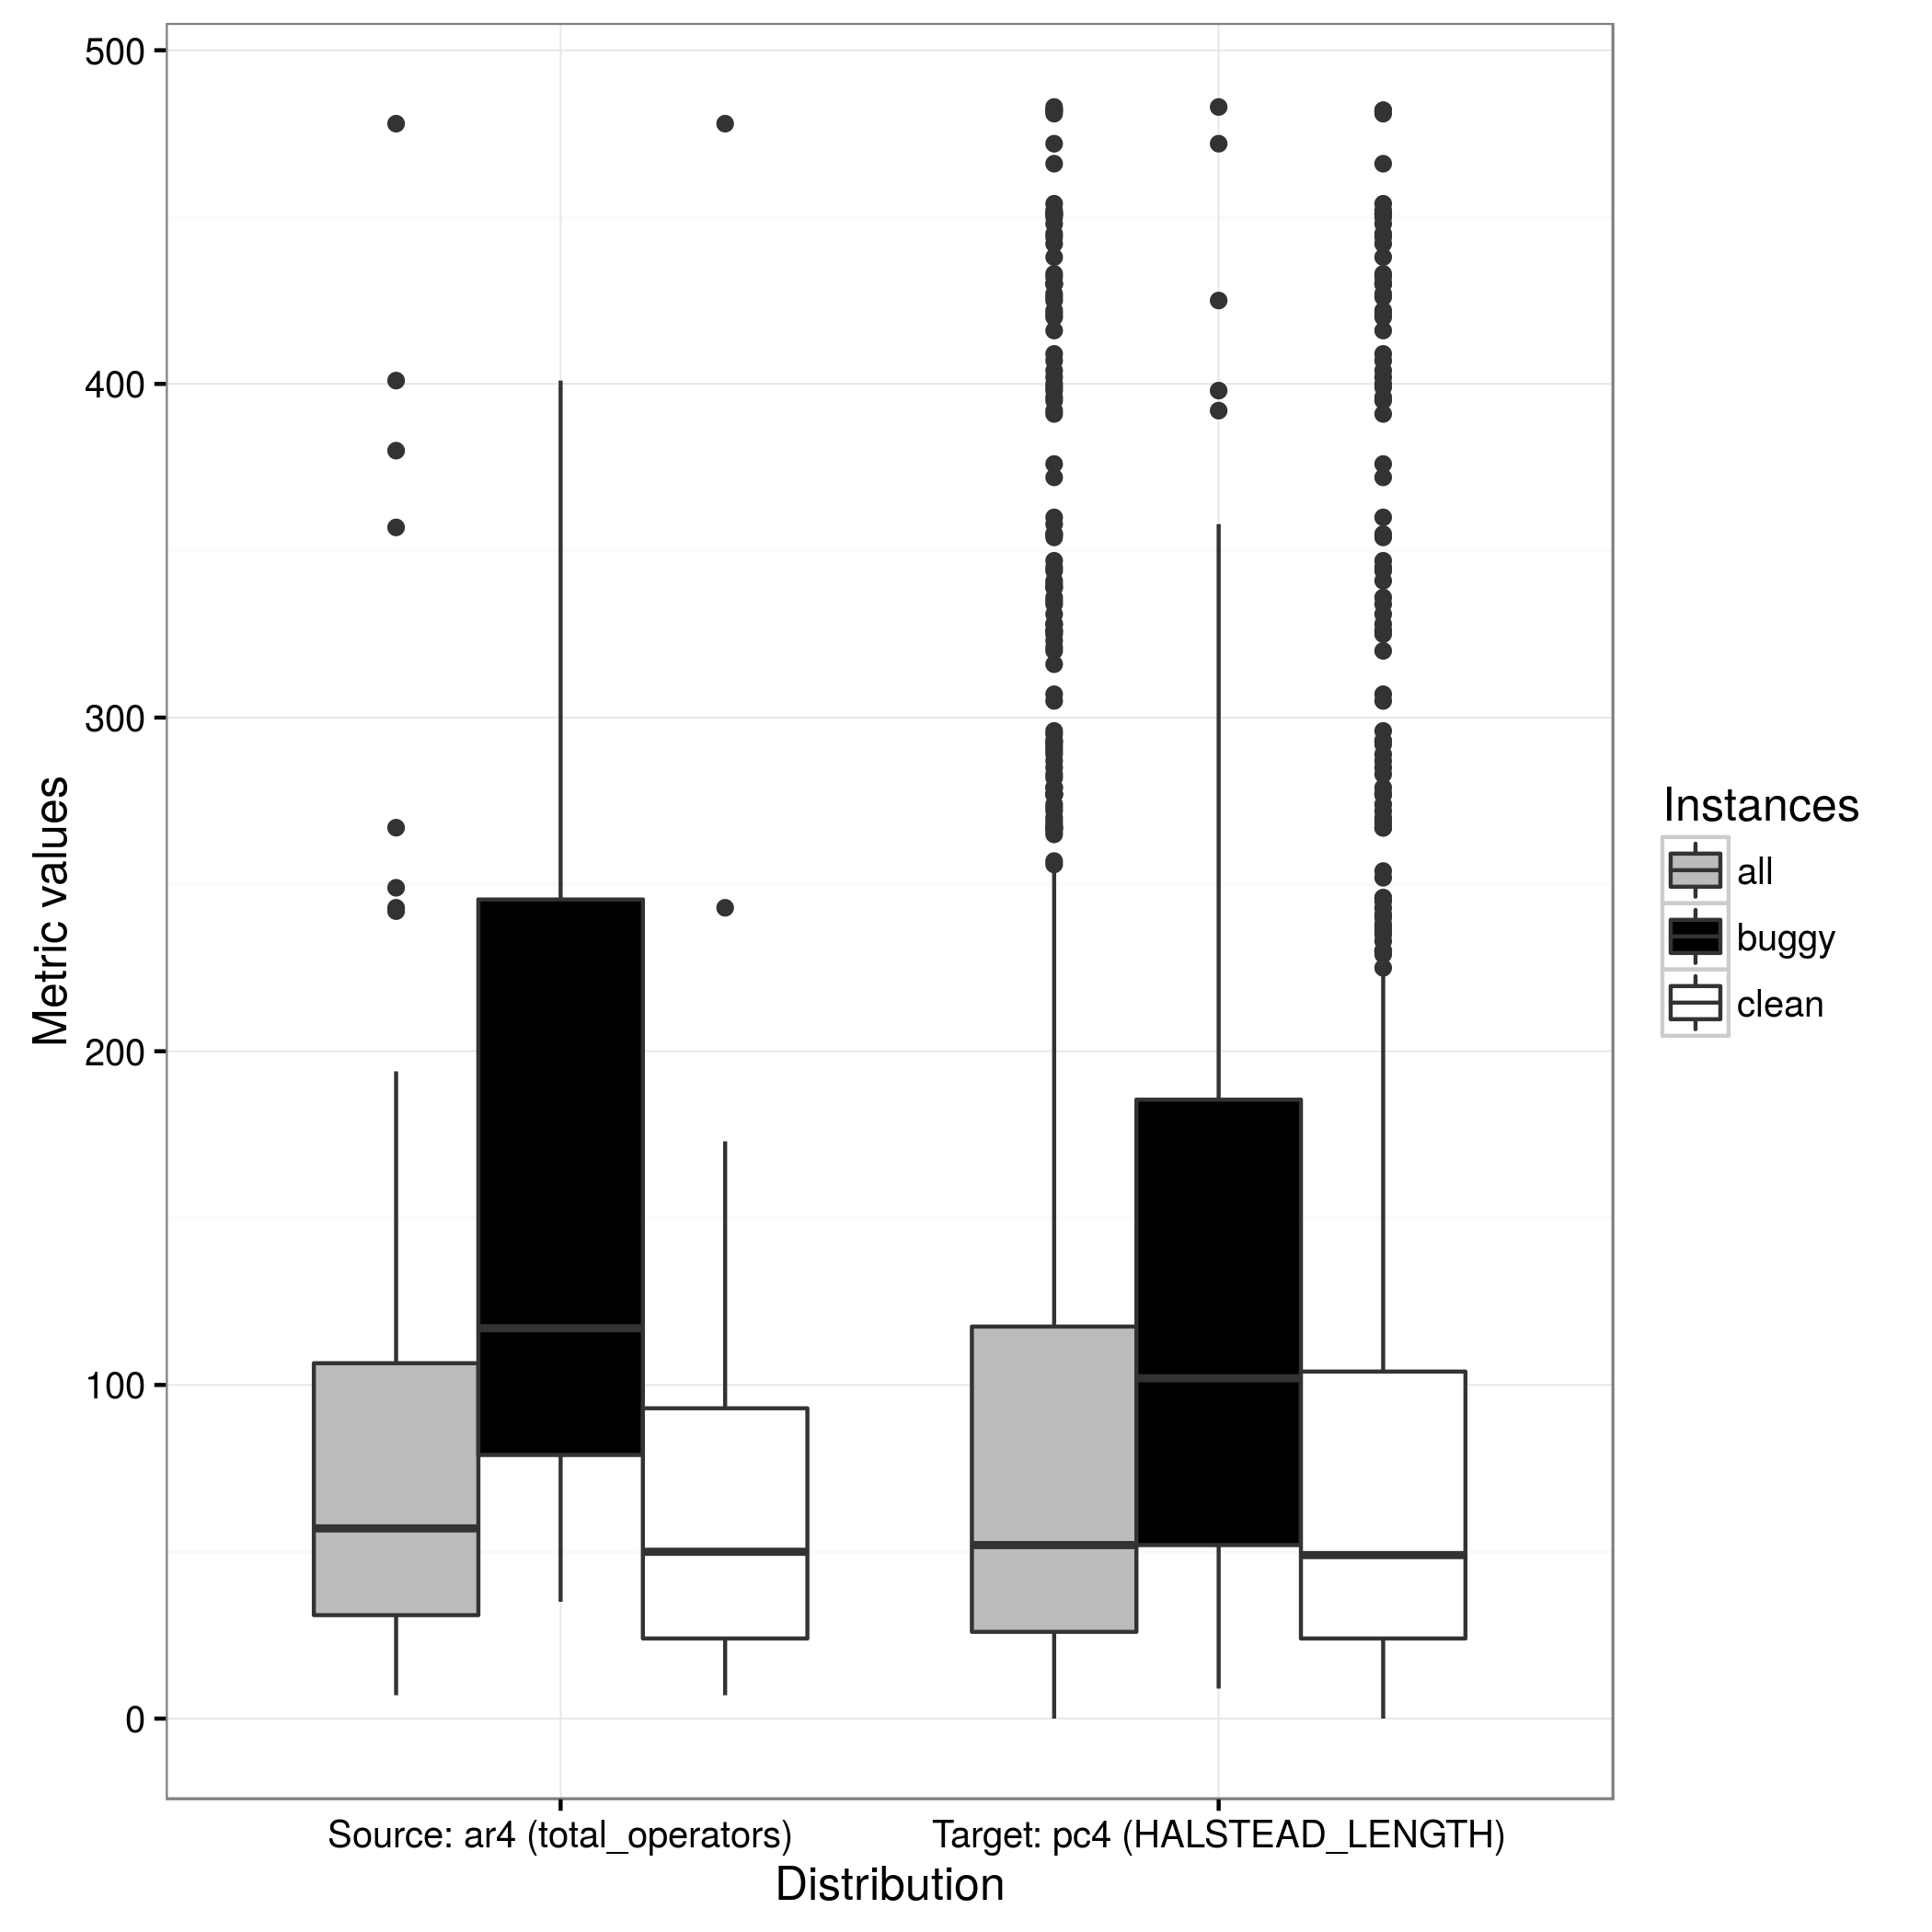 500
400
300
200
100
0
Metric values
Source: ar4 (total_operators)
Target: pc4 (HALSTEAD_LENGTH)
Distribution
Instances
all
buggy
clean